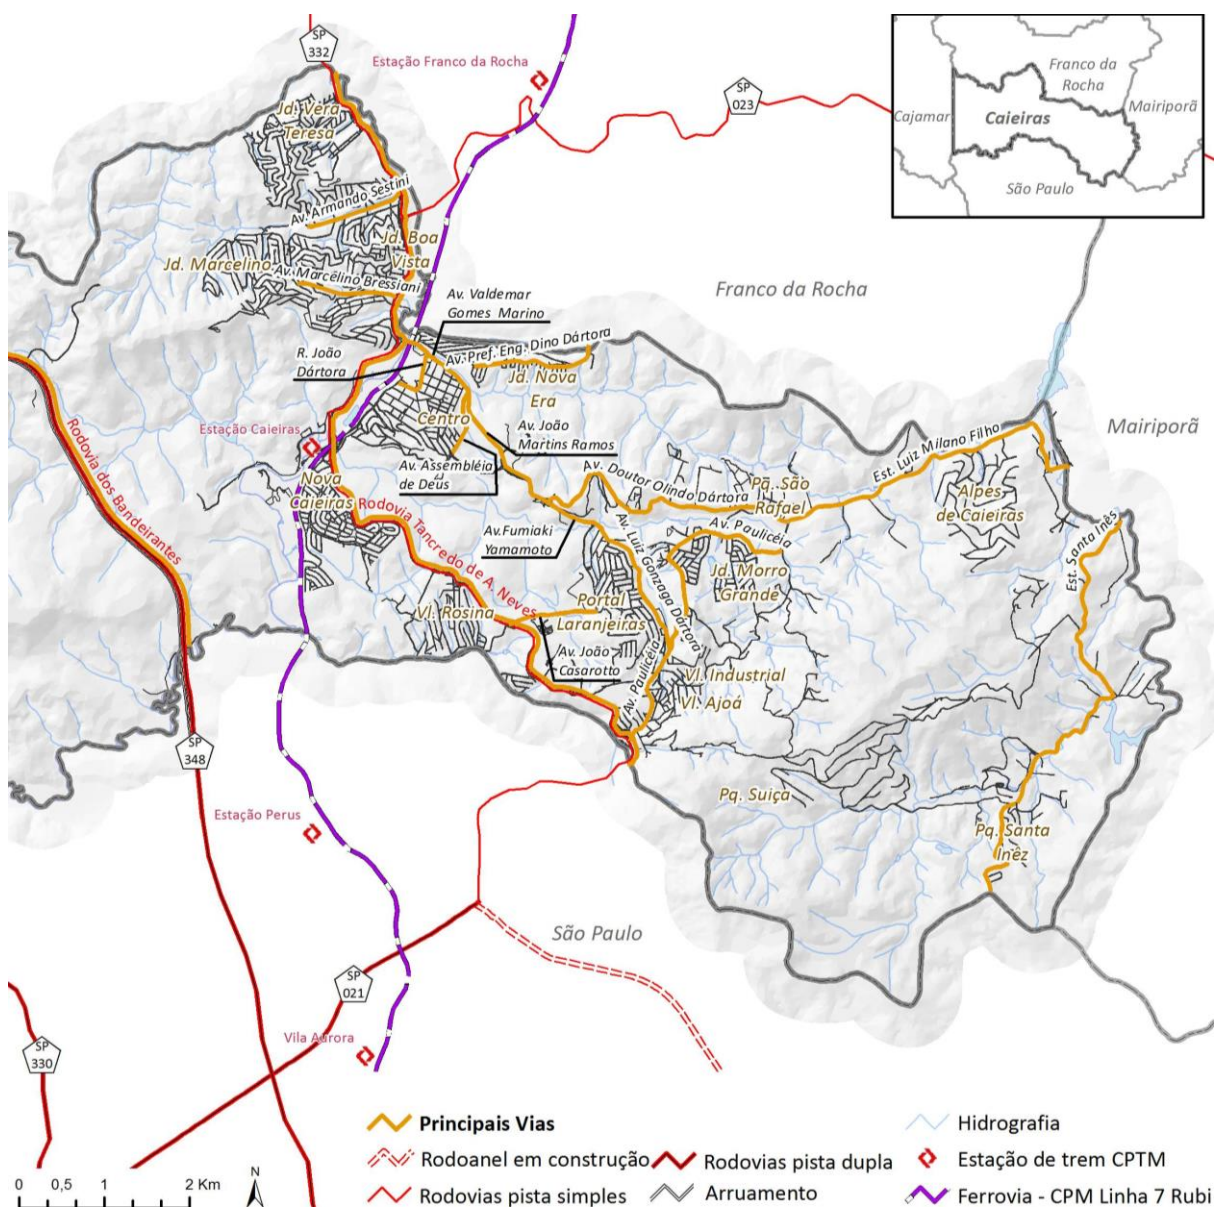 SP
332
Estação Franco da Rocha
SP
023
Franco da
Rocha
Cajamar
Caieiras
Mairiporã
São Paulo
Jd. Vera
Teresa
Av. Armando Sestini
Jd. Boa
Vista
Jd. Marcelino
Av. Marcelino Bressiani
Franco da Rocha
Av. Valdemar
Gomes Marino
R. João
Dártora
Av. Pref. Eng. Dino Dártora
Jd. Nova
Era
Centro
Mairiporã
Estação Caieiras
Av. João
Martins Ramos
Est. Luiz Milano Filho
Av. Assembléia
de Deus
Av. Doutor Olindo Dártora
Pq. São
Rafael
Alpes
de Caieiras
Nova
Caieiras
Rodovia dos Bandeirantes
Rodovia Tancredo de A. Neves
Av.Fumiaki
Yamamoto
Av. Luiz Gonzaga Dártora
Av. Paulicéia
Est. Santa Inês
Jd. Morro
Grande
Portal
Laranjeiras
Vl. Rosina
Av. João
Casarotto
Av. Paulicéia
Vl. Industrial
Vl. Ajoá
SP
348
Pq. Suiça
Estação Perus
Pq. Santa
Inêz
São Paulo
SP
021
Vila Aurora
SP
330
Principais Vias
Hidrografia
Rodoanel em construção
Rodovias pista dupla
Estação de trem CPTM
Rodovias pista simples
Arruamento
Ferrovia - CPM Linha 7 Rubi
0 0,5 1 2 Km
N